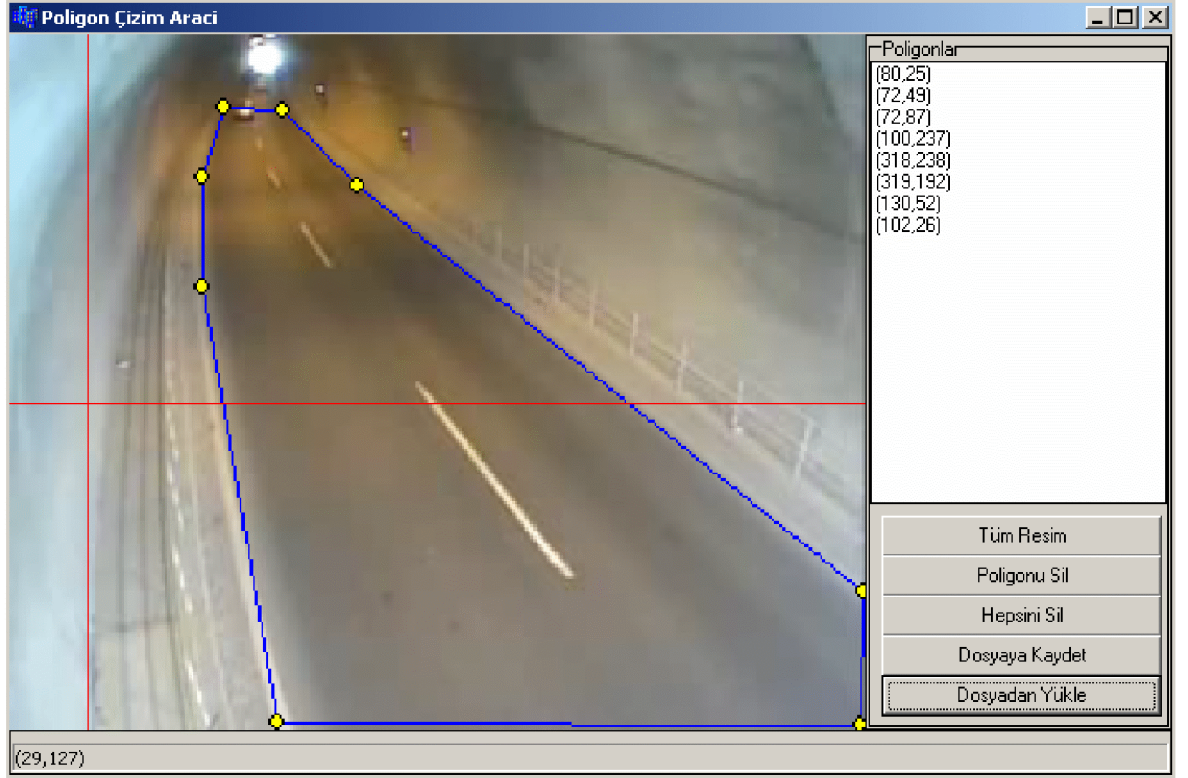 Poligon Çizim Araci
Poligonlar
(80,25)
(72,49)
(72,87)
(100,237)
(318,238)
(319,192)
(130,52)
(102,26)
Tüm Resim
Poligonu Sil
Hepsini Sil
Dosyaya Kaydet
Dosyadan Yükle
(29,127)